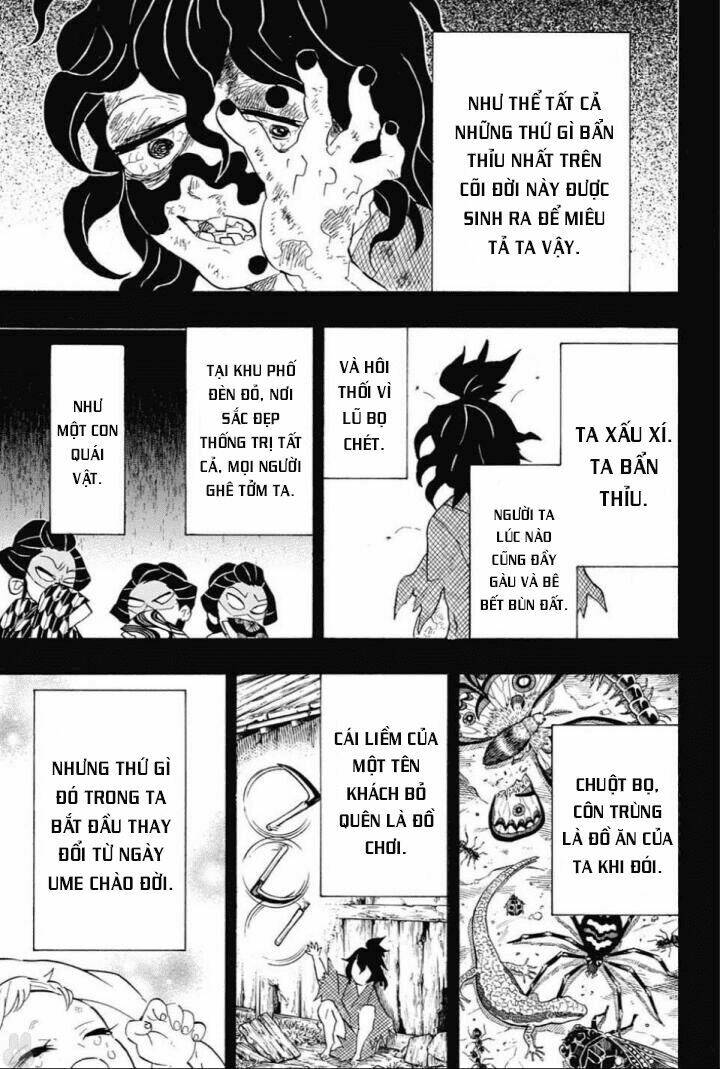 NHƯ THỂ TẤT CẢ
NHỮNG THỨ GÌ BẨN
THỈU NHẤT TRÊN
CÕI ĐỜI NÀY ĐƯỢC
SINH RA ĐỂ MIÊU
TẢ TA VẬY.
TA XẤU XÍ.
TA BẨN
THỈU.
NGƯỜI TA
LÚC NÀO
CŨNG ĐẦY
GÀU VÀ BÊ
BẾT BÙN ĐẤT.
VÀ HÔI
THỐI VÌ
LŨ BỌ
CHÉT.
TẠI KHU PHỐ
ĐÈN ĐỎ, NƠI
SẮC ĐẸP
THỐNG TRỊ TẤT
CẢ, MỌI NGƯỜI
GHÊ TỞM TA.
NHƯ
MỘT CON
QUÁI
VẬT.
CHUỘT BỌ,
CÔN TRÙNG
LÀ ĐỒ ĂN CỦA
TA KHI ĐÓI.
CÁI LIỀM CỦA
MỘT TÊN
KHÁCH BỎ
QUÊN LÀ ĐỒ
CHƠI.
NHƯNG THỨ GÌ
ĐÓ TRONG TA
BẮT ĐẦU THAY
ĐỔI TỪ NGÀY
UME CHÀO ĐỜI.